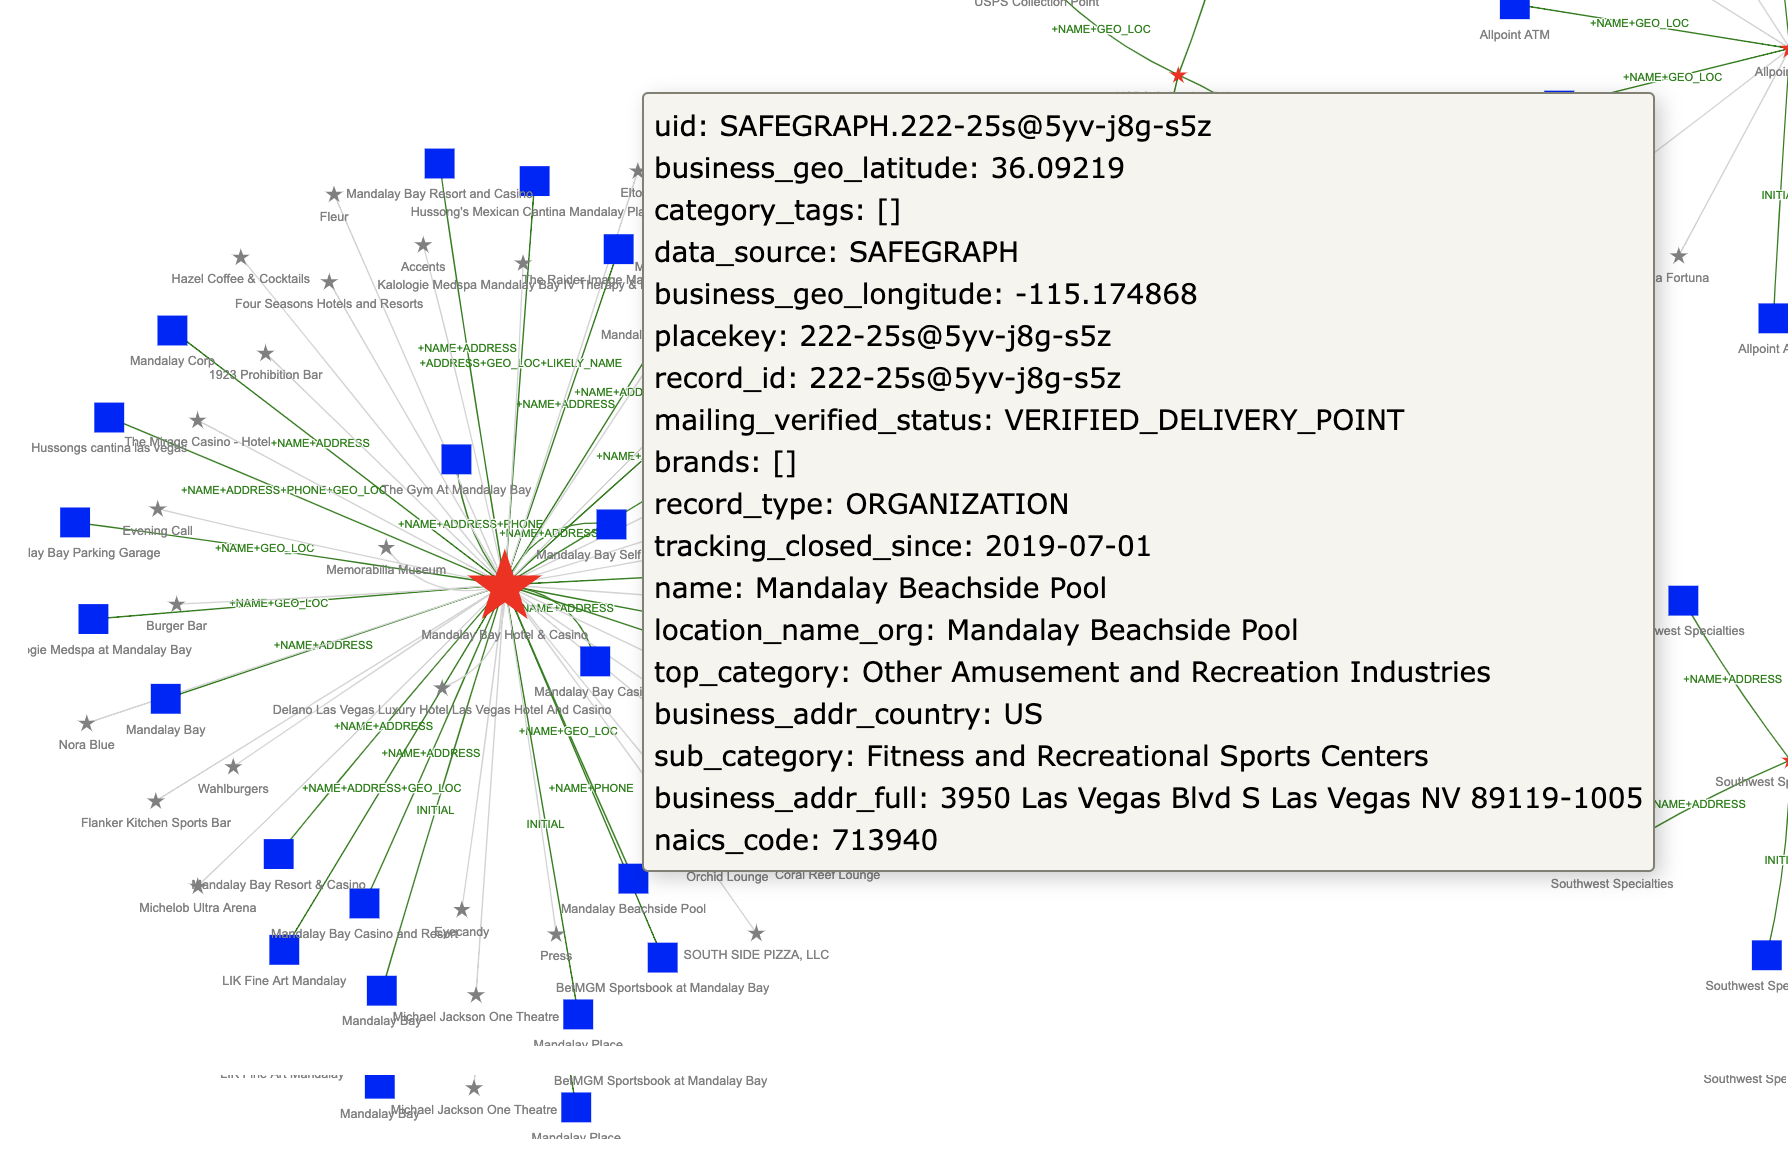 USPS Collection Point
+NAME+GEO_LOC
+NAME+GEO_LOC
Allpoint ATM
+NAME+GEO_LOC
uid: SAFEGRAPH.222-25s@5yv-j8g-s5z
business_geo_latitude: 36.09219
category_tags: []
data_source: SAFEGRAPH
business_geo_longitude: -115.174868
placekey: 222-25s@5yv-j8g-s5z
record_id: 222-25s@5yv-j8g-s5z
mailing_verified_status: VERIFIED_DELIVERY_POINT
brands: []
record_type: ORGANIZATION
tracking_closed_since: 2019-07-01
name: Mandalay Beachside Pool
location_name_org: Mandalay Beachside Pool
top_category: Other Amusement and Recreation Industries
business_addr_country: US
sub_category: Fitness and Recreational Sports Centers
business_addr_full: 3950 Las Vegas Blvd S Las Vegas NV 89119-1005
naics_code: 713940
Mandalay Bay Resort and Casino
Hussong's Mexican Cantina Mandalay Pla
Elto
Fleur
Accents
Hazel Coffee & Cocktails
Kalologie Medspa Mandalay Bay IV Therapy &
The Raider Image Ma
Four Seasons Hotels and Resorts
Mandal
+NAME+ADDRESS
+ADDRESS+GEO_LOC+LIKELY_NAME
Mandalay Corp
1923 Prohibition Bar
+NAME+ADD
+NAME+ADDRESS
Hussongs cantina las vegas
The Mirage Casino - Hotel
+NAME+ADDRESS
+NAME+
+NAME+ADDRESS+PHONE+GEO_LOC
The Gym At Mandalay Bay
+NAME+ADDRESS+PHONE
+NAME+ADDRESS
Evening Call
lay Bay Parking Garage
+NAME+GEO_LOC
Mandalay Bay Self
Memorabilia Museum
+NAME+GEO_LOC
NAME+ADDRESS
Burger Bar
Mandalay Bay Hotel & Casino
gie Medspa at Mandalay Bay
+NAME+ADDRESS
Mandalay Bay Casi
Delano Las Vegas Luxury Hotel Las Vegas Hotel And Casino
Mandalay Bay
Nora Blue
+NAME+ADDRESS
+NAME+GEO_LOC
+NAME+ADDRESS
Wahlburgers
+NAME+ADDRESS+GEO_LOC
+NAME+PHONE
INITIAL
INITIAL
Flanker Kitchen Sports Bar
Mandalay Bay Resort & Casino
Michelob Ultra Arena
Orchid Lounge
Coral Reef Lounge
Mandalay Beachside Pool
Mandalay Bay Casino and Resort
Eyecandy
Press
SOUTH SIDE PIZZA, LLC
LIK Fine Art Mandalay
BetMGM Sportsbook at Mandalay Bay
Mandalay Bay
Michael Jackson One Theatre
Mandalay Place
LIK Fine Art Mandalay
BetMGM Sportsbook at Mandalay Bay
Mandalay Bay
Michael Jackson One Theatre
Mandalay Place
Allpoi
INITI
a Fortuna
Allpoint A
west Specialties
+NAME+ADDRESS
Southwest Sp
NAME+ADDRESS
INITI
Southwest Specialties
Southwest Spe
Southwest Spe